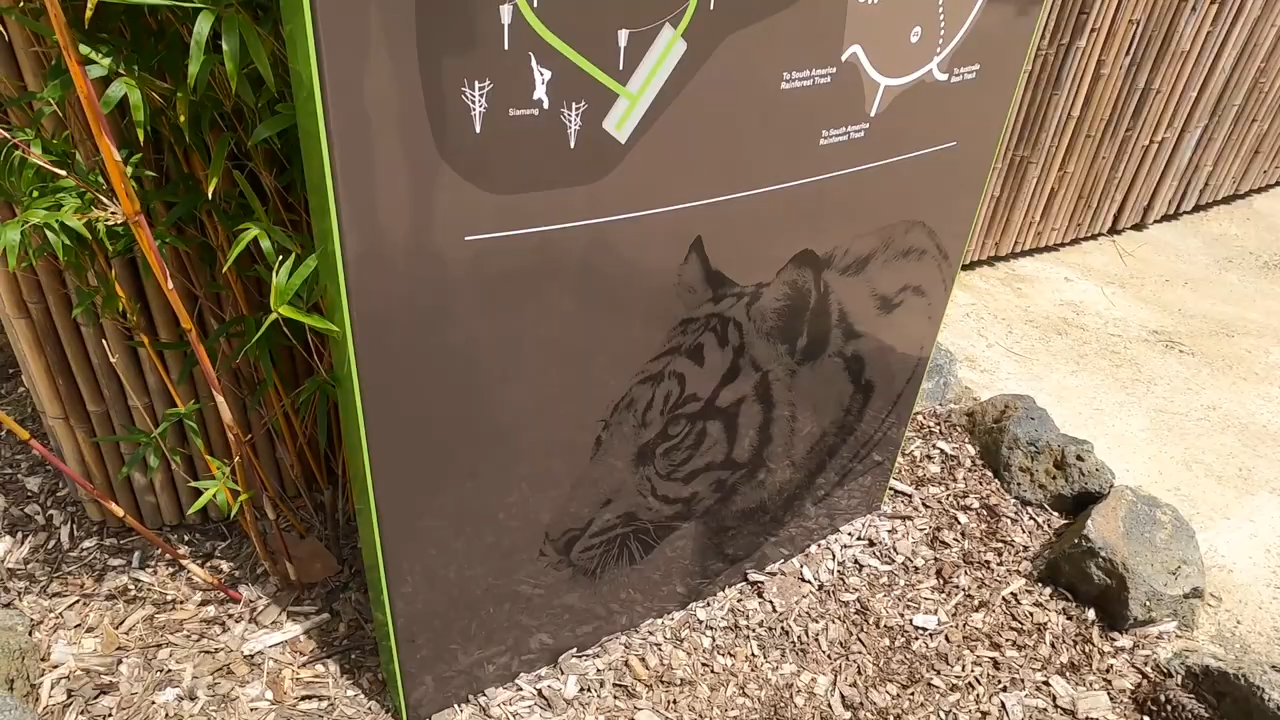 Siamang
To South America
Rainforest Track
To Australia
Bush Track
To South America
Rainforest Track